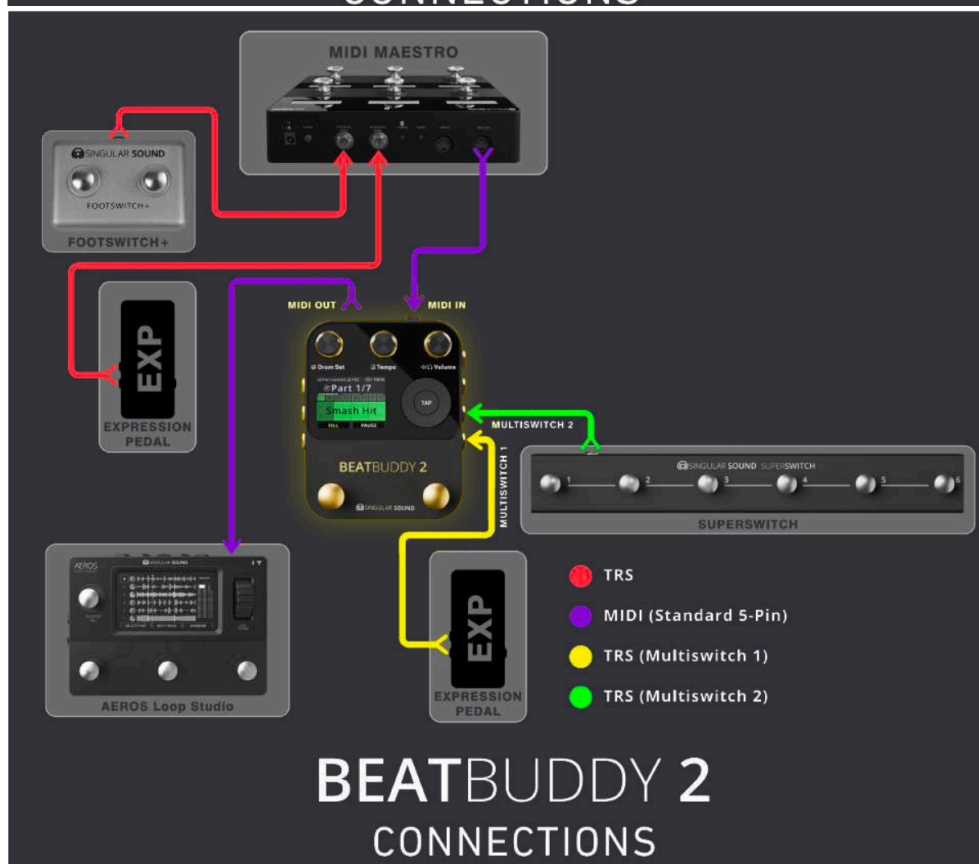 CONNECTIONS
MIDI MAESTRO
SINGULAR SOUND
FOOTSWITCH+
FOOTSWITCH+
EXP
EXPRESSION
PEDAL
MIDI OUT
MIDI IN
Drum Set
Tempo
Volume
Part 1/7
TAP
Smash Hit
FILL
PAUSE
BEATBUDDY 2
SINGULAR SOUND
MULTISWITCH 2
MULTISWITCH 1
SINGULAR SOUND SUPERSWITCH
1 2 3 4 5 6
SUPERSWITCH
AEROS
SINGULAR SOUND
AEROS Loop Studio
EXP
EXPRESSION
PEDAL
TRS
MIDI (Standard 5-Pin)
TRS (Multiswitch 1)
TRS (Multiswitch 2)
BEATBUDDY 2
CONNECTIONS